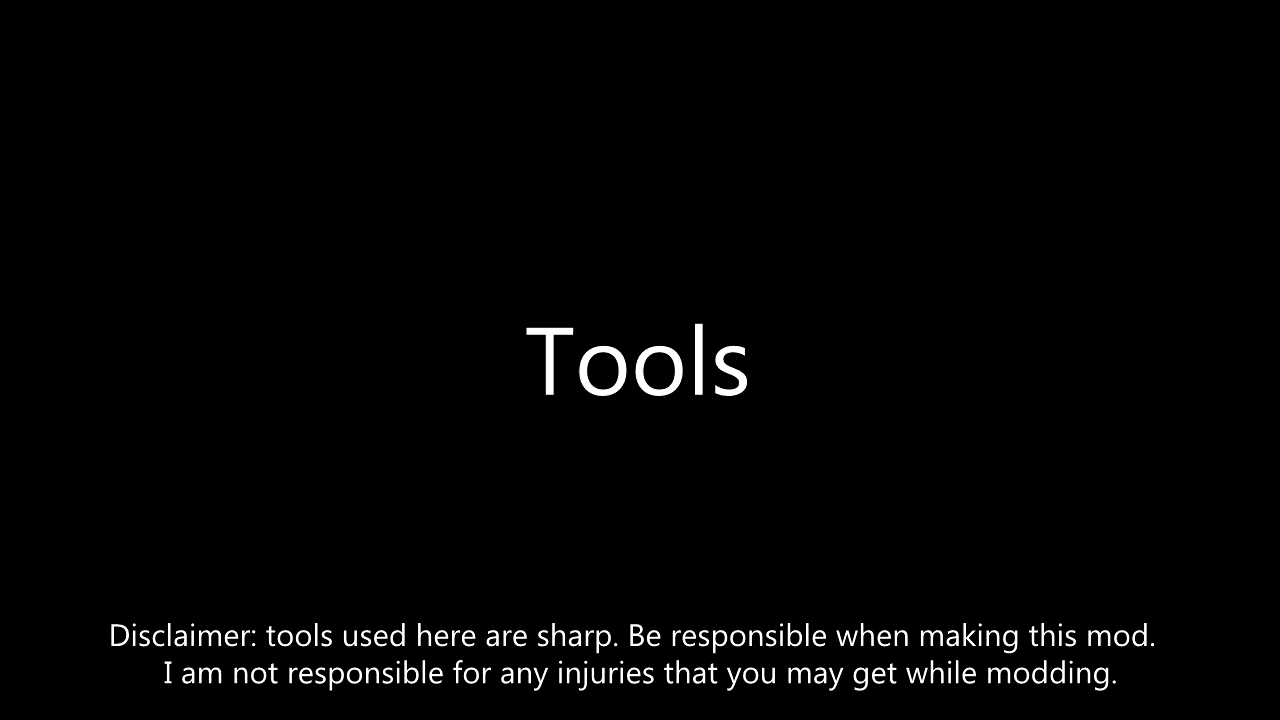 Tools
Disclaimer: tools used here are sharp. Be responsible when making this mod.
I am not responsible for any injuries that you may get while modding.